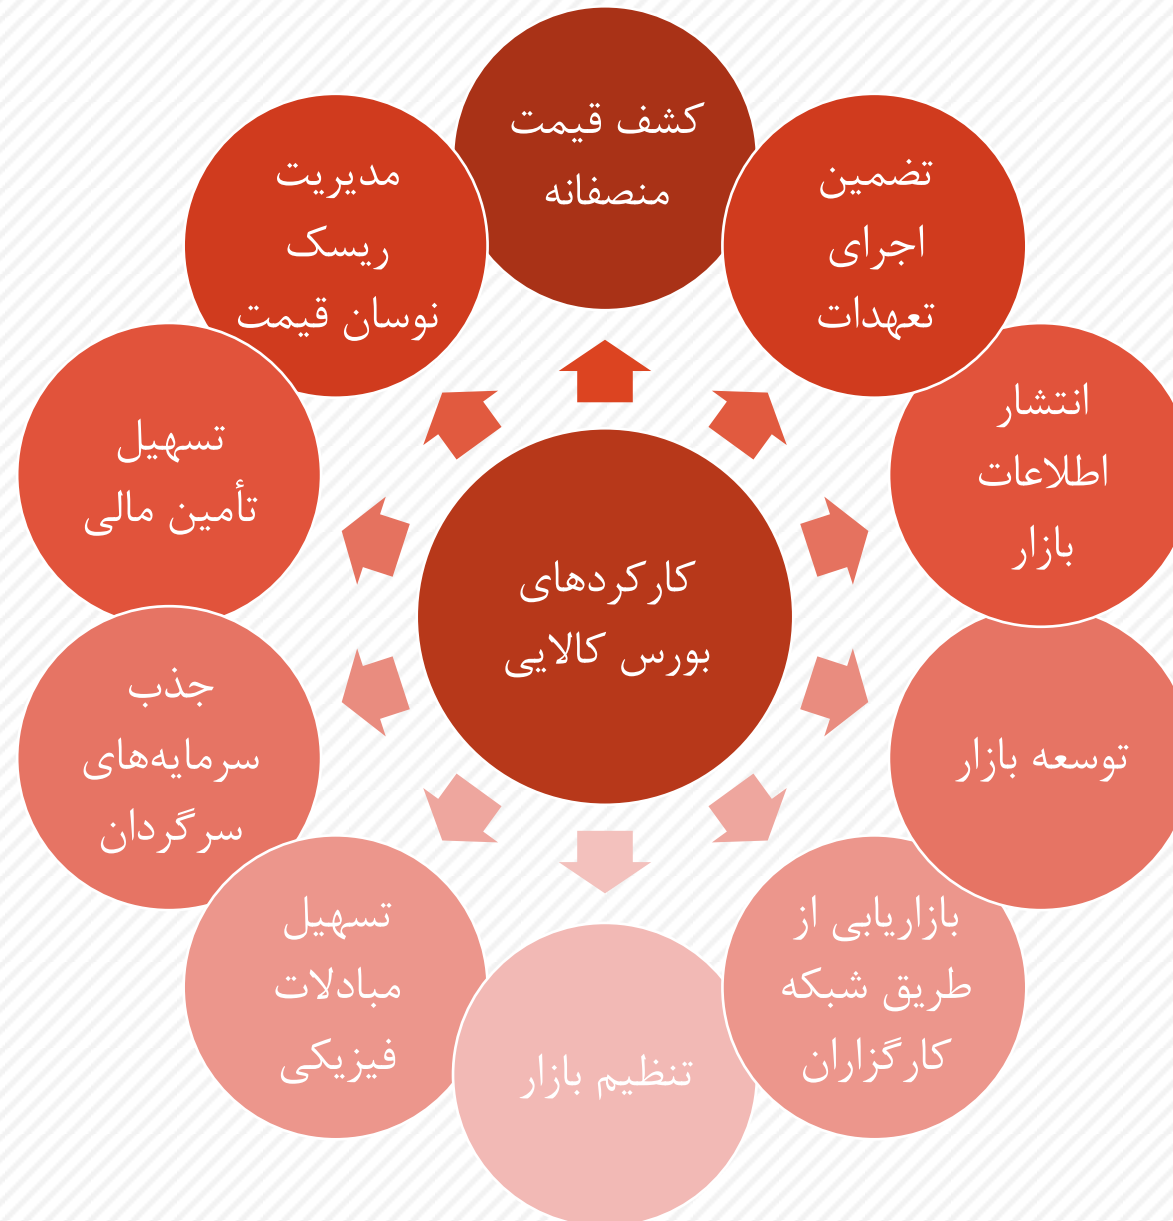 کشف قیمت
منصفانه
تضمین
اجرای
تعهدات
انتشار
اطلاعات
بازار
توسعه بازار
بازاریابی از
طریق شبکه
کارگزاران
تنظیم بازار
تسهیل
مبادلات
فیزیکی
جذب
سرمایه‌های
سرگردان
تسهیل
تأمین مالی
مدیریت
ریسک
نوسان قیمت
کارکردهای
بورس کالایی